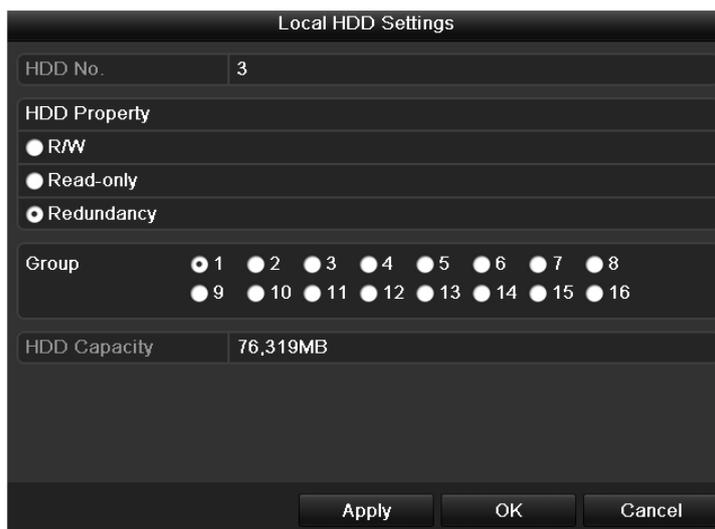 Local HDD Settings
HDD No. 3
HDD Property
R/W
Read-only
Redundancy
Group 1 2 3 4 5 6 7 8
9 10 11 12 13 14 15 16
HDD Capacity 76,319MB
Apply OK Cancel